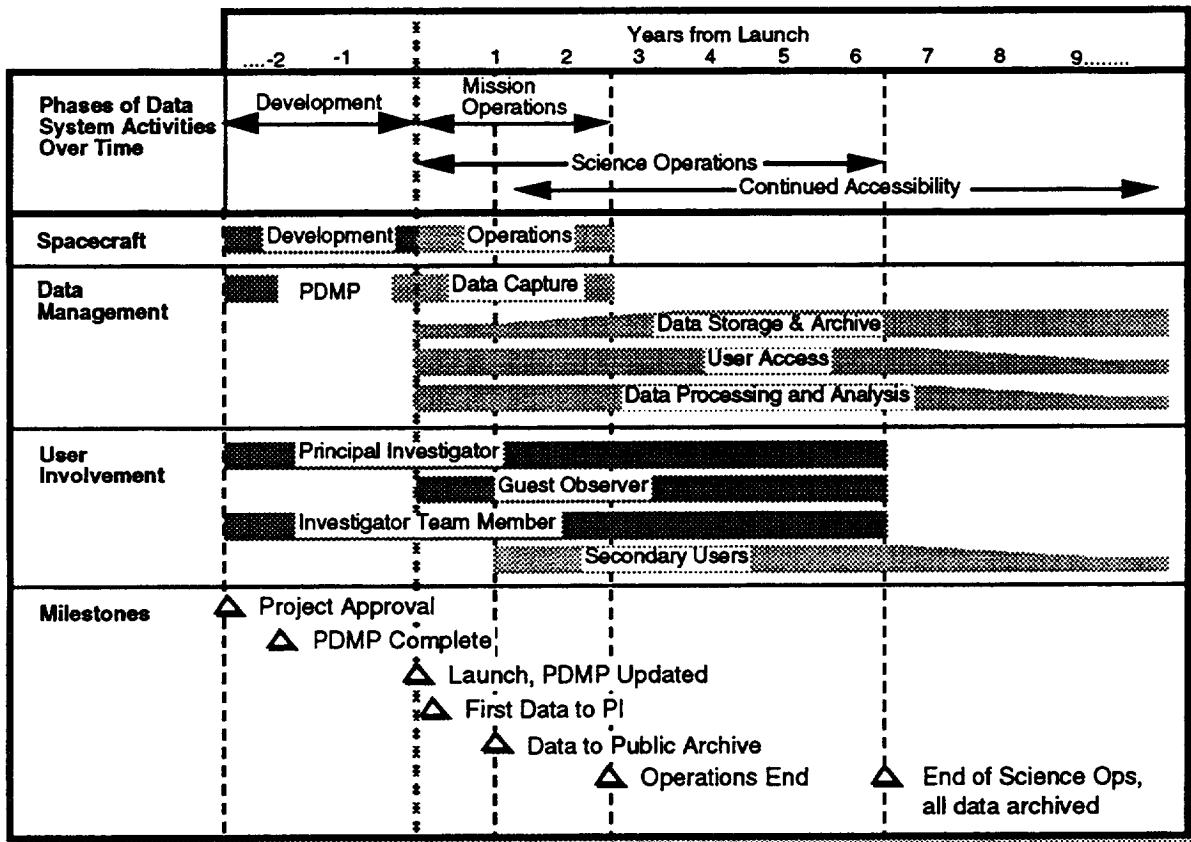 Years from Launch
....-2 -1 1 2 3 4 5 6 7 8 9........
Phases of Data
System Activities
Over Time
Development
Mission
Operations
Science Operations
Continued Accessibility
Spacecraft
Development
Operations
Data
Management
PDMP
Data Capture
Data Storage & Archive
User Access
Data Processing and Analysis
User
Involvement
Principal Investigator
Guest Observer
Investigator Team Member
Secondary Users
Milestones
Project Approval
PDMP Complete
Launch, PDMP Updated
First Data to PI
Data to Public Archive
Operations End
End of Science Ops,
all data archived